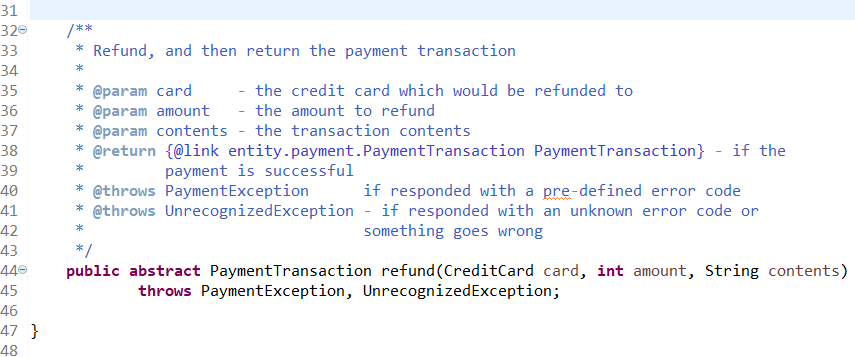 31
32 /**
33 * Refund, and then return the payment transaction
34 *
35 * @param card     - the credit card which would be refunded to
36 * @param amount   - the amount to refund
37 * @param contents - the transaction contents
38 * @return {@link entity.payment.PaymentTransaction PaymentTransaction} - if the
39 *         payment is successful
40 * @throws PaymentException      if responded with a pre-defined error code
41 * @throws UnrecognizedException - if responded with an unknown error code or
42 *                               something goes wrong
43 */
44 public abstract PaymentTransaction refund(CreditCard card, int amount, String contents)
45         throws PaymentException, UnrecognizedException;
46
47 }
48